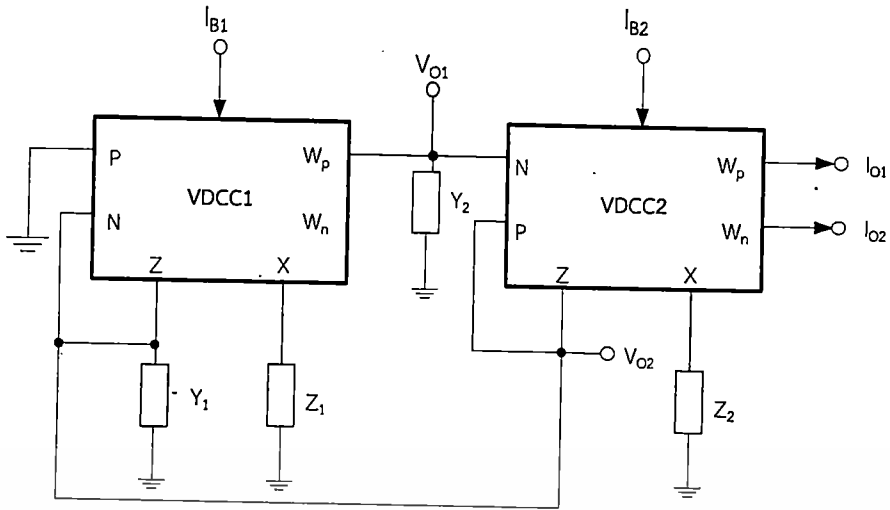 I_B1
I_B2
V_O1
P
W_p
VDCC1
N
W_n
Z
X
Y_1
Z_1
Y_2
N
W_p
VDCC2
P
W_n
Z
X
I_O1
I_O2
V_O2
Z_2